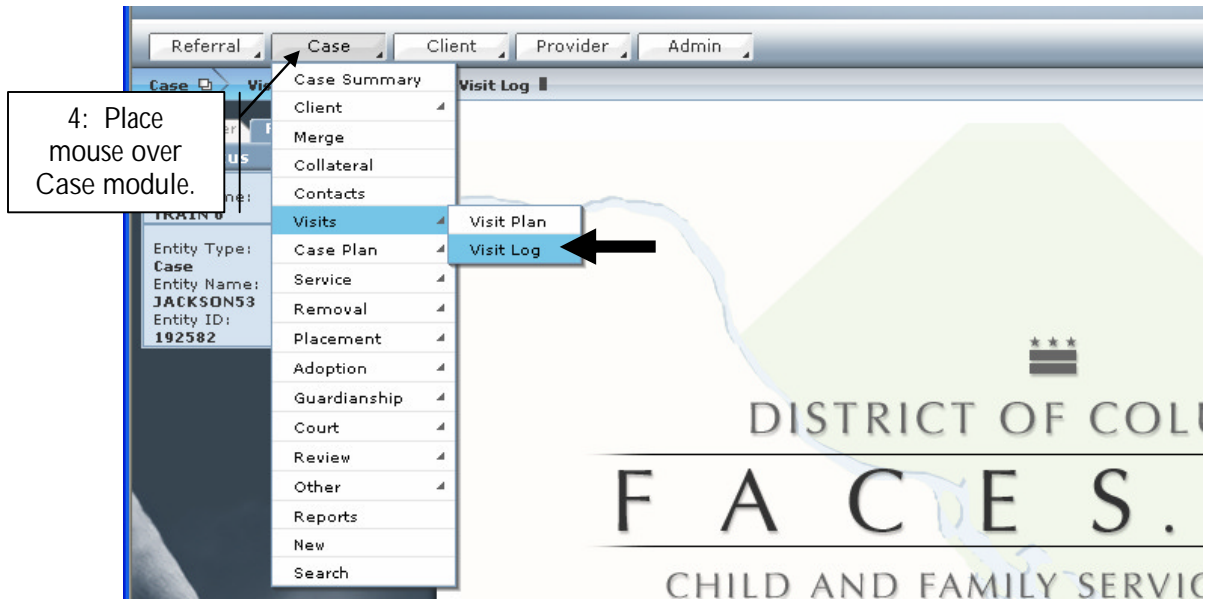 Referral Case Client Provider Admin
Case Visit Log
4: Place
mouse over
Case module.
Case Summary
Client
Merge
Collateral
Contacts
Visits
Visit Plan
Case Plan
Visit Log
Service
Removal
Placement
Adoption
Guardianship
Court
Review
Other
Reports
New
Search
us
TRAIN 6
Entity Type:
Case
Entity Name:
JACKSON53
Entity ID:
192582
DISTRICT OF COLU
F A C E S .
CHILD AND FAMILY SERVIC